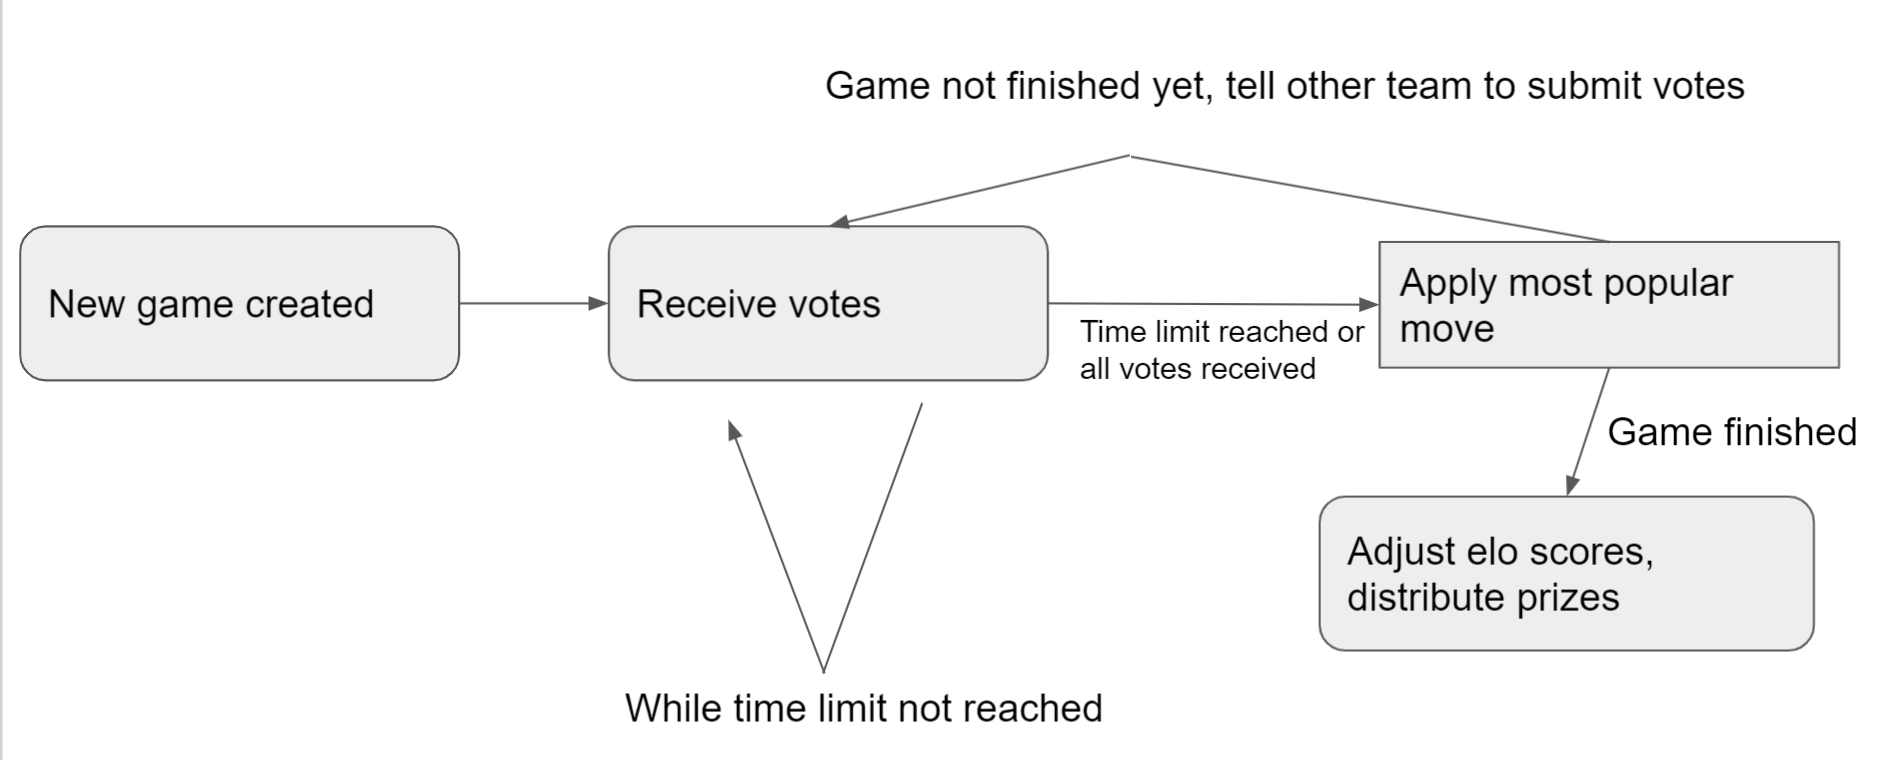 Game not finished yet, tell other team to submit votes
New game created
Receive votes
Time limit reached or
all votes received
Apply most popular
move
Game finished
Adjust elo scores,
distribute prizes
While time limit not reached